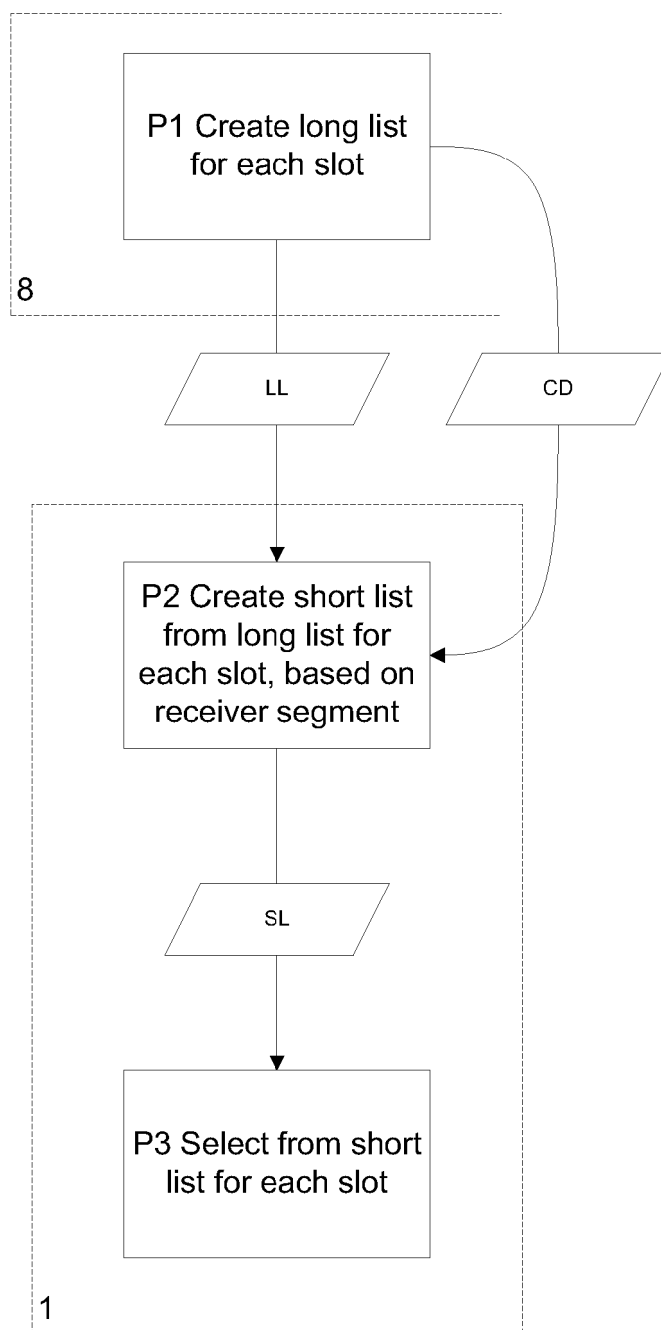 P1 Create long list
for each slot
8
LL
CD
P2 Create short list
from long list for
each slot, based on
receiver segment
SL
P3 Select from short
list for each slot
1